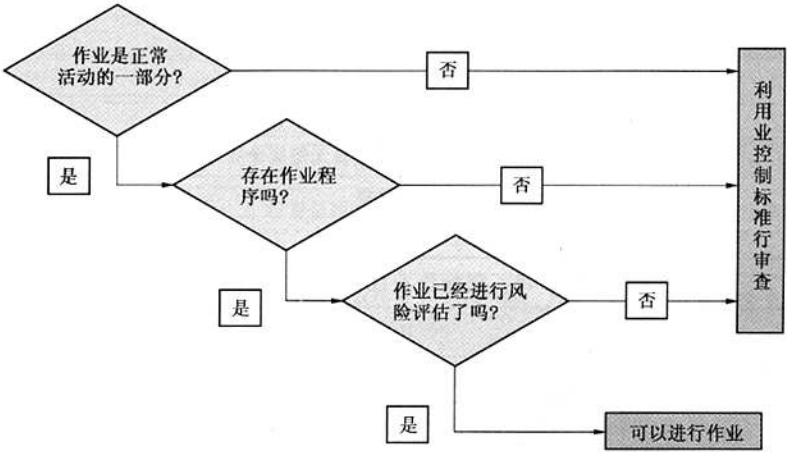 作业是正常
活动的一部分?
否
利用业控制标准行审查
是
存在作业程
序吗?
否
是
作业已经进行风
险评估了吗?
否
是
可以进行作业